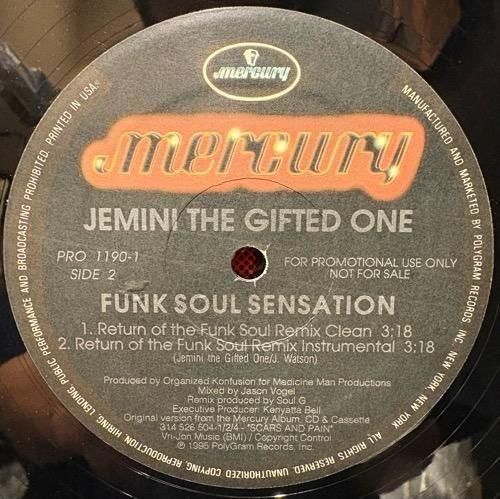 mercury
mercury
JEMINI THE GIFTED ONE
PRO 1190-1
SIDE 2
FOR PROMOTIONAL USE ONLY
NOT FOR SALE
FUNK SOUL SENSATION
1. Return of the Funk Soul Remix Clean 3:18
2. Return of the Funk Soul Remix Instrumental 3:18
(Jemini the Gifted One/J. Watson)
Produced by Organized Konfusion for Medicine Man Productions
Mixed by Jason Vogel
Remix produced by Soul G
Executive Producer: Kenyatta Bell
Original version from the Mercury Album, CD & Cassette
314 526 504-1/2/4 - "SCARS AND PAIN"
Vri-Jon Music (BMI) / Copyright Control
℗ 1995 PolyGram Records, Inc.
MANUFACTURED AND MARKETED BY POLYGRAM RECORDS, INC. NEW YORK, NEW YORK. ALL RIGHTS RESERVED. UNAUTHORIZED COPYING, REPRODUCTION, HIRING, LENDING, PUBLIC PERFORMANCE AND BROADCASTING PROHIBITED. PRINTED IN USA.